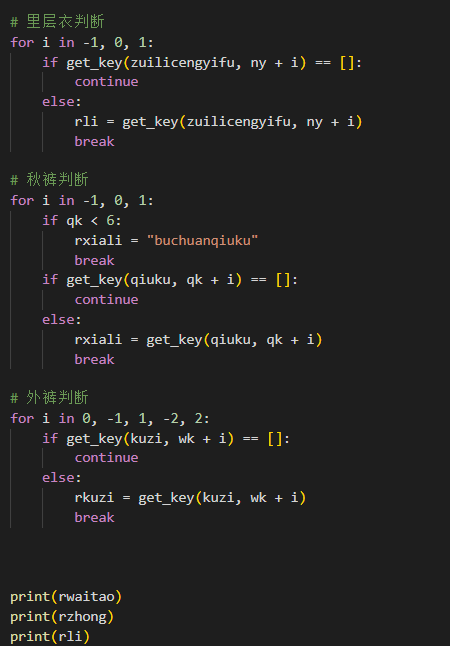 # 里层衣判断
for i in -1, 0, 1:
    if get_key(zuilicengyifu, ny + i) == []:
        continue
    else:
        rli = get_key(zuilicengyifu, ny + i)
        break
# 秋裤判断
for i in -1, 0, 1:
    if qk < 6:
        rxiali = "buchuanqiuku"
        break
    if get_key(qiuku, qk + i) == []:
        continue
    else:
        rxiali = get_key(qiuku, qk + i)
        break
# 外裤判断
for i in 0, -1, 1, -2, 2:
    if get_key(kuzi, wk + i) == []:
        continue
    else:
        rkuzi = get_key(kuzi, wk + i)
        break
print(rwaitao)
print(rzhong)
print(rli)